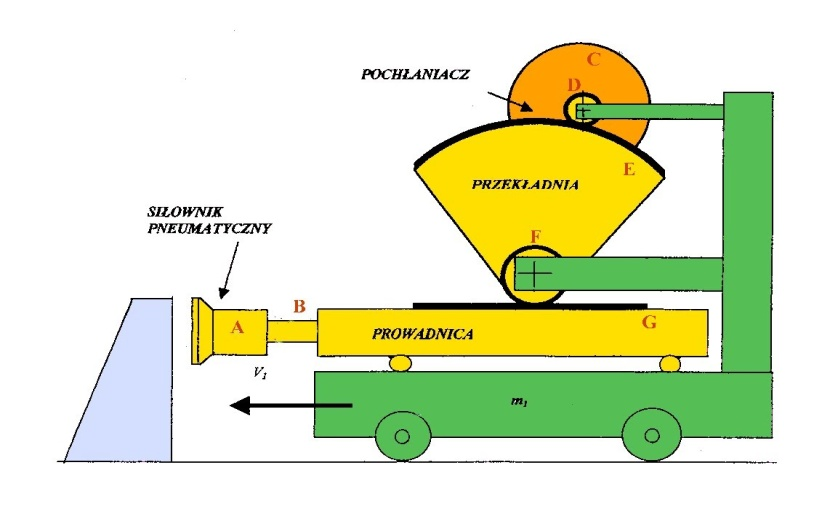 C
POCHŁANIACZ
D
E
PRZEKŁADNIA
SIŁOWNIK
PNEUMATYCZNY
F
B
G
A
PROWADNICA
V₁
m₁